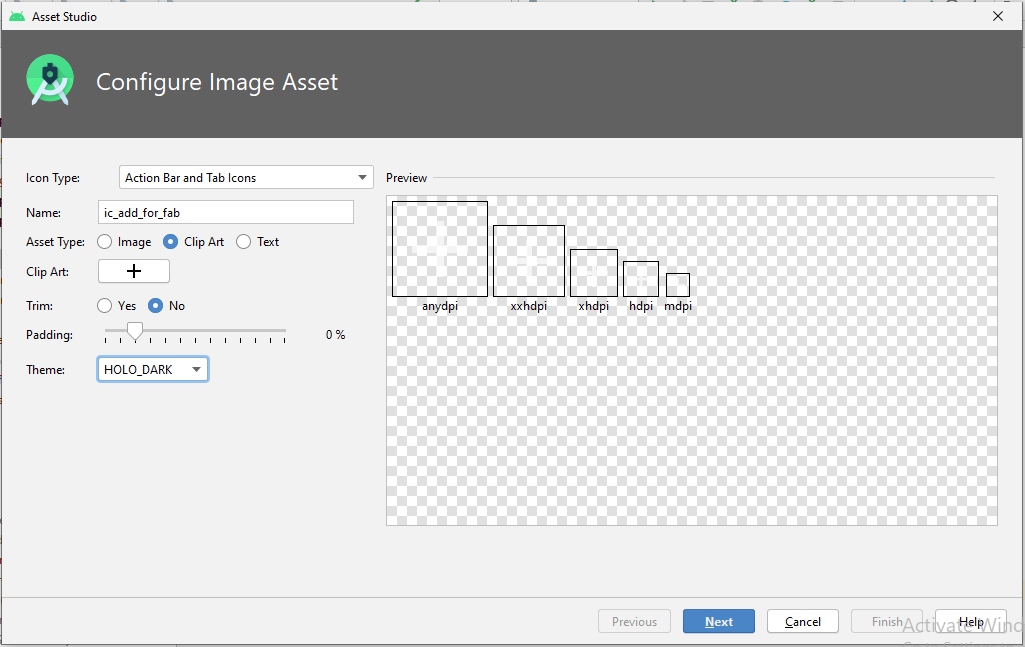 Asset Studio
Configure Image Asset
Icon Type: Action Bar and Tab Icons
Preview
Name: ic_add_for_fab
Asset Type: Image Clip Art Text
Clip Art:
anydpi xxhdpi xhdpi hdpi mdpi
Trim: Yes No
Padding: 0 %
Theme: HOLO_DARK
Previous Next Cancel Finish Help
Activate Wind